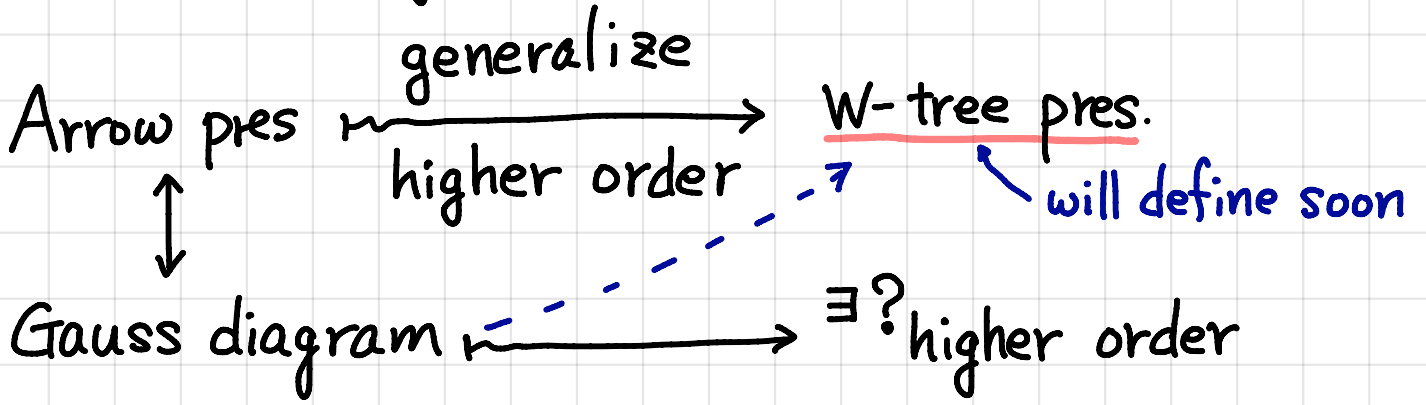 generalize
Arrow pres
W-tree pres.
higher order
will define soon
Gauss diagram
∃? higher order